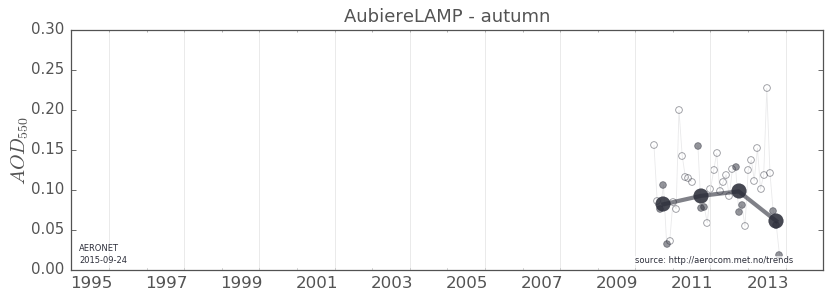 AubiereLAMP - autumn
0.30
0.25
0.20
0.15
0.10
0.05
0.00
AOD550
AERONET
2015-09-24
source: http://aerocom.met.no/trends
1995 1997 1999 2001 2003 2005 2007 2009 2011 2013